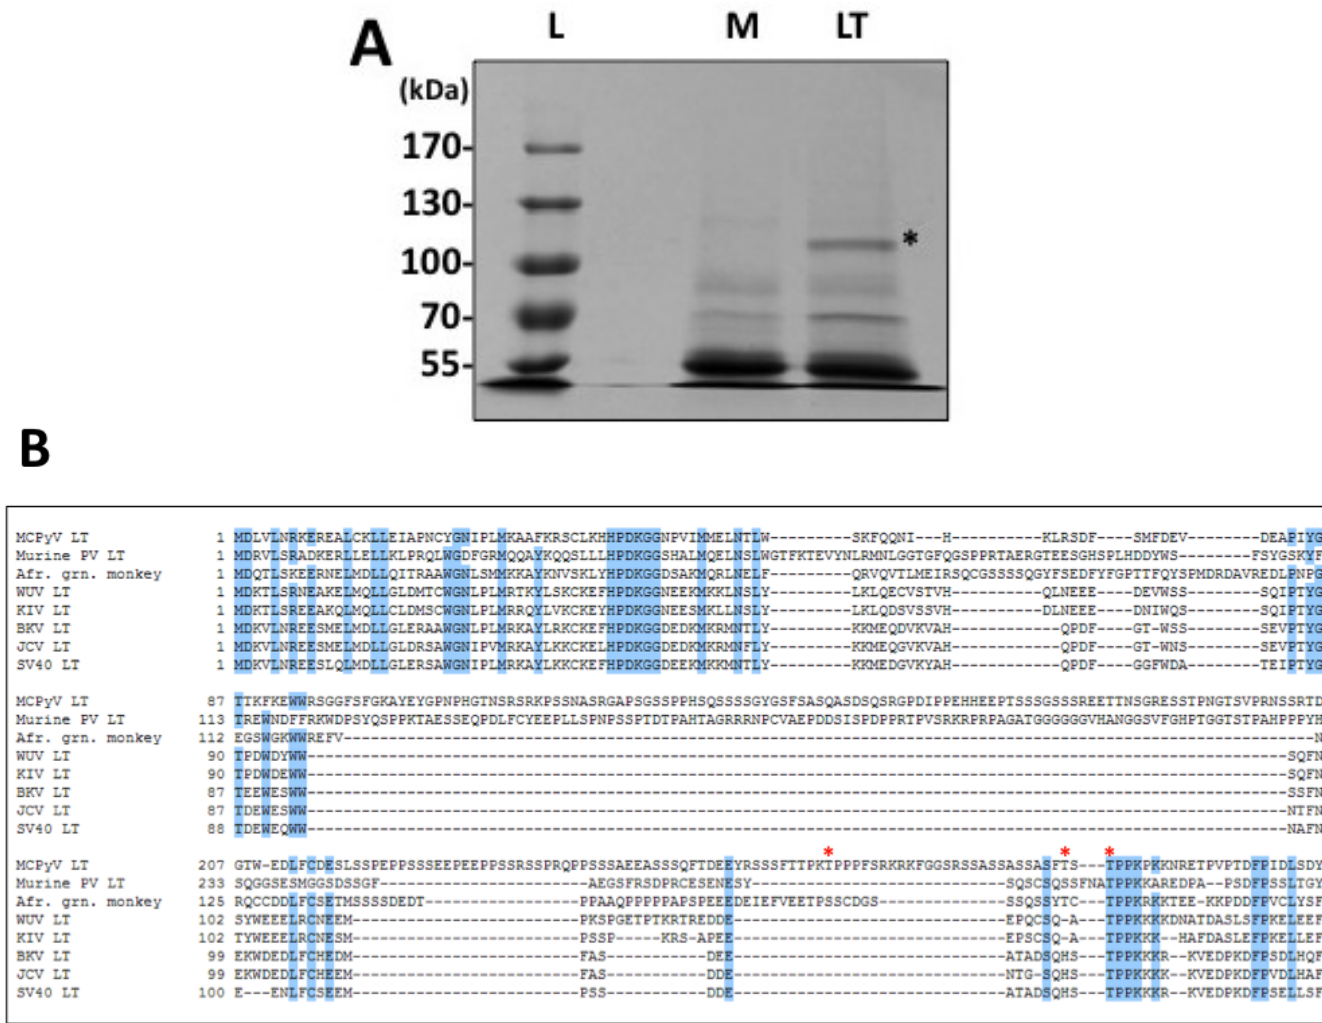 A
L M LT
(kDa)
170-
130-
*
100-
70-
55-
B
MCPyV LT 1 MDLVLNRKEREALCKLLEIAPNCYGNIPLMKAAFKRSCLKHHPDKGGNPVIMMELNTLW---------SKFQQNI---H----------KLRSDF---SMFDEV-----DEAPIYG
Murine PV LT 1 MDRVLSRADKERLLELLKLPRQLWGDFGRMQQAYKQQSLLLHPDKGGSHALMQELNSLWGTFKTEVYNLRMNLGGTGFQGSPPRTAERGTEESGHSPLHDDYWS-----FSYGSKYF
Afr. grn. monkey 1 MDQTLSKEERNELMDLLQITRAAWGNLSMMKKAYKNVSKLYHPDKGGDSAKMQRLNELF---------QRVQVTLMEIRSQCGSSSSQGYFSEDFYFGPTTFQYSPMDRDAVREDLPNPG
WUV LT 1 MDKTLSRNEAKELMQLLGLDMTCWGNLPLMRTKYLSKCKEFHPDKGGNEEKMKKLNSLY---------LKLQECVSTVH---------QLNEEE---DEVWSS-----SQIPTYG
KIV LT 1 MDKTLSREEAKQLMQLLCLDMSCWGNLPLMRRQYLVKCKEYHPDKGGNEESMKLLNSLY---------LKLQDSVSSVH---------DLNEEE---DNIWQS-----SQIPTYG
BKV LT 1 MDKVLNREESMELMDLLGLERAAWGNLPLMRKAYLRKCKEFHPDKGGDEDKMKRMNTLY---------KKMEQDVKVAH-----------QPDF---GT-WSS-----SEVPTYG
JCV LT 1 MDKVLNREESMELMDLLGLDRSAWGNIPVMRKAYLKKCKELHPDKGGDEDKMKRMNFLY---------KKMEQGVKVAH-----------QPDF---GT-WNS-----SEVPTYG
SV40 LT 1 MDKVLNREESLQLMDLLGLERSAWGNIPLMRKAYLKKCKEFHPDKGGDEEKMKKMNTLY---------KKMEDGVKYAH-----------QPDF---GGFWDA-----TEIPTYG
MCPyV LT 87 TTKFKEWWRSGGFSFGKAYEYGPNPHGTNSRSRKPSSNASRGAPSGSSPPHSQSSSSGYGSFSASQASDSQSRGPDIPPEHHEEPTSSSGSSSREETTNSGRESSTPNGTSVPRNSSRTD
Murine PV LT 113 TREWNDFFRKWDPSYQSPPKTAESSEQPDLFCYEEPLLSPNPSSPTDTPAHTAGRRRNPCVAEPDDSISPDPPRTPVSRKRPRPAGATGGGGGGVHANGGSVFGHPTGGTSTPAHPPPYH
Afr. grn. monkey 112 EGSWGKWWREFV------------------------------------------------------------------------------------------------------------N
WUV LT 90 TPDWDYWW------------------------------------------------------------------------------------------------------------SQFN
KIV LT 90 TPDWDEWW------------------------------------------------------------------------------------------------------------SQFN
BKV LT 87 TEEWESWW------------------------------------------------------------------------------------------------------------SSFN
JCV LT 87 TDEWESWW------------------------------------------------------------------------------------------------------------NTFN
SV40 LT 88 TDEWEQWW------------------------------------------------------------------------------------------------------------NAFN
* * *
MCPyV LT 207 GTW-EDLFCDESLSSPEPPSSSEEPEEPPSSRSSPRQPPSSSSAEEASSSQFTDEEYRSSSFTTPKTPPPFSRKRKFGGSRSSASSASSASFTS---TPPKPKKNRETPVPTDFPIDLSDY
Murine PV LT 233 SQGGSESMGGSDSSGF-----------------------AEGSFRSDPRCESENESY----------------------------SQSCSQSSFNATPPKKAREDPA--PSDFPSSLTGY
Afr. grn. monkey 125 RQCCDDLFCSETMSSSSDEDT-----------------PPAAQPPPPPAPSPEEDEIEFVEETPSSCDGS--------------SSQSSYTC---TPPKRKKTEE-KKPDDFPVCLYSF
WUV LT 102 SYWEEELRCNEEM-------------------------PKSPGETPTKRTREDDE------------------------------EPQCSQ-A---TPPKKKKDNATDASLSFPKELEEF
KIV LT 102 TYWEEELRCNESM-------------------------PSSP-----KRS-APEE------------------------------EPSCSQ-A---TPPKKK--HAFDASLEFPKELLEF
BKV LT 99 EKWDEDLFCHEDM-------------------------FAS----------DEE------------------------------ATADSQHS---TPPKKKR--KVEDPKDFPSDLHQF
JCV LT 99 EKWDEDLFCHEEM-------------------------FAS----------DDE------------------------------NTG-SQHS---TPPKKKR--KVEDPKDFPVDLHAF
SV40 LT 100 E---ENLFCSEEM-------------------------PSS----------DDE------------------------------ATADSQHS---TPPKKKR--KVEDPKDFPSELLSF